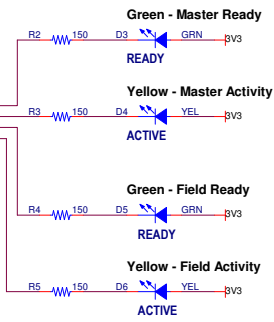 Green - Master Ready
R2 150 D3 GRN 3V3
READY
Yellow - Master Activity
R3 150 D4 YEL 3V3
ACTIVE
Green - Field Ready
R4 150 D5 GRN 3V3
READY
Yellow - Field Activity
R5 150 D6 YEL 3V3
ACTIVE